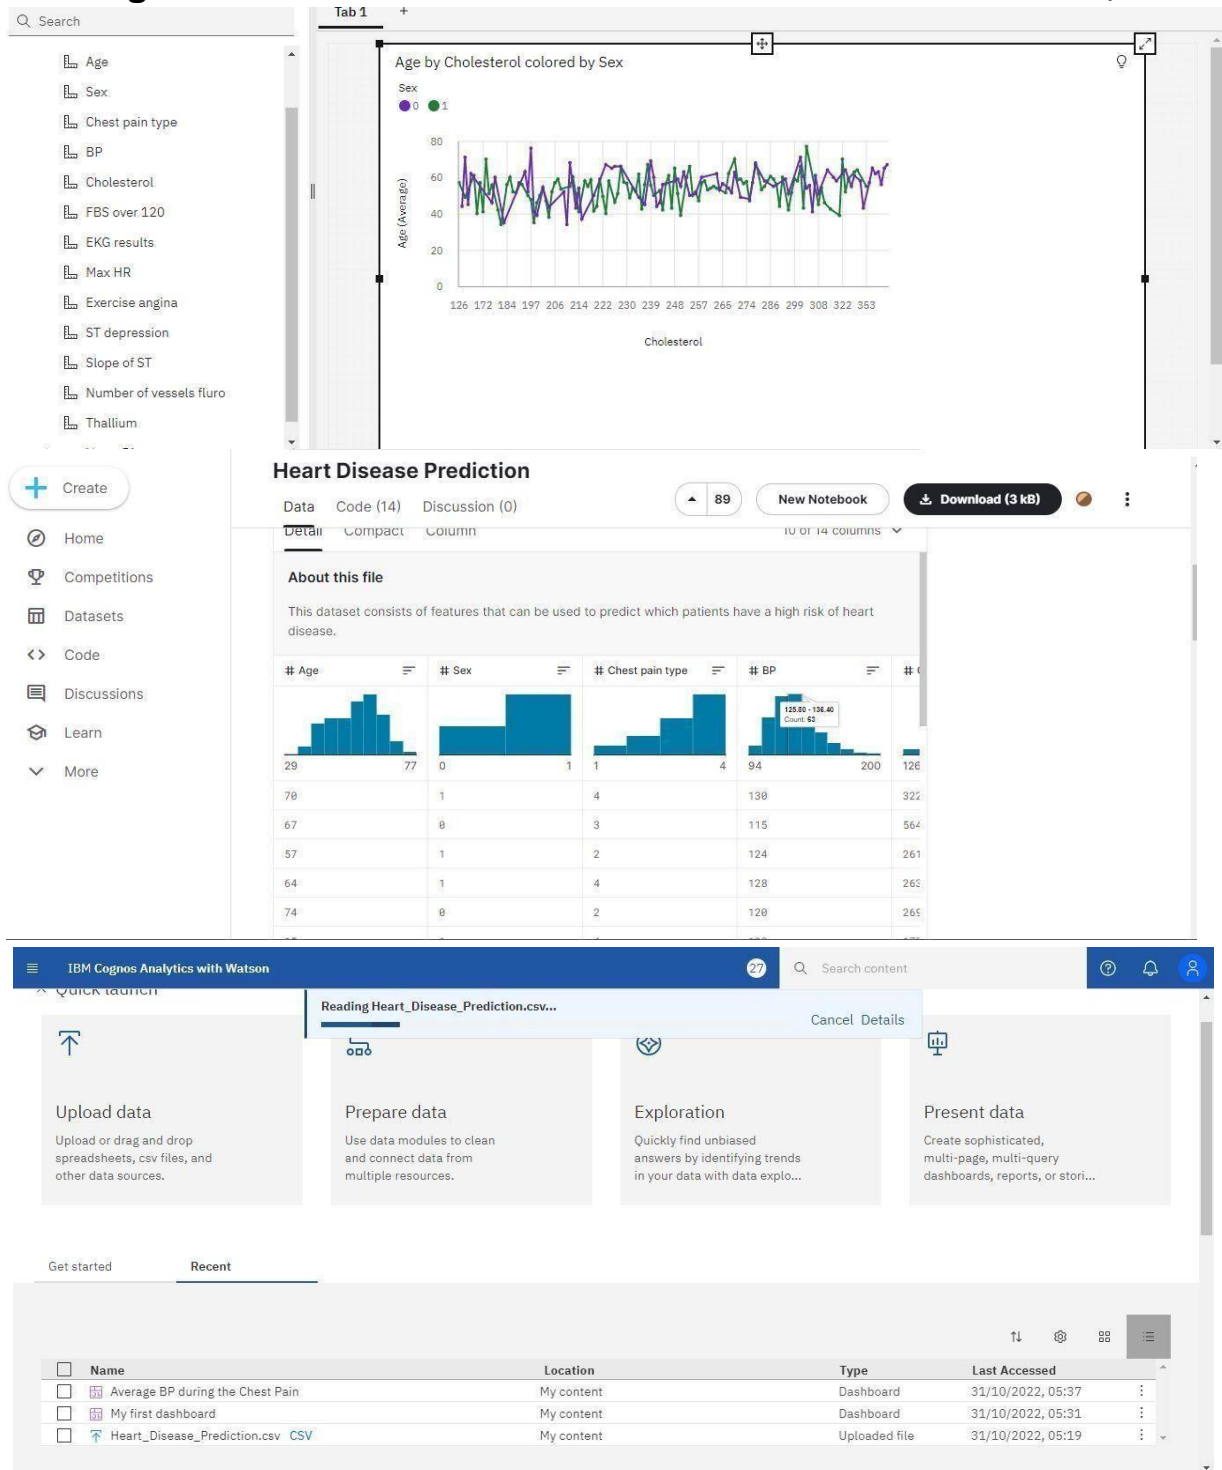 Search
Tab 1 +
Age
Sex
Chest pain type
BP
Cholesterol
FBS over 120
EKG results
Max HR
Exercise angina
ST depression
Slope of ST
Number of vessels fluro
Thallium
Age by Cholesterol colored by Sex
Sex
0 1
Age (Average)
80
60
40
20
0
126 172 184 197 206 214 222 230 239 248 257 265 274 286 299 308 322 353
Cholesterol
Create
Home
Competitions
Datasets
Code
Discussions
Learn
More
Heart Disease Prediction
Data Code (14) Discussion (0)
89 New Notebook Download (3 kB)
Detail Compact Column 10 of 14 columns
About this file
This dataset consists of features that can be used to predict which patients have a high risk of heart
disease.
# Age # Sex # Chest pain type # BP #
125.80 - 136.40
Count: 63
29 77 0 1 1 4 94 200 126
70 1 4 130 322
67 0 3 115 564
57 1 2 124 261
64 1 4 128 263
74 0 2 120 269
IBM Cognos Analytics with Watson 27 Search content
Quick launch
Reading Heart_Disease_Prediction.csv...
Cancel Details
Upload data
Upload or drag and drop
spreadsheets, csv files, and
other data sources.
Prepare data
Use data modules to clean
and connect data from
multiple resources.
Exploration
Quickly find unbiased
answers by identifying trends
in your data with data explo...
Present data
Create sophisticated,
multi-page, multi-query
dashboards, reports, or stori...
Get started Recent
Name Location Type Last Accessed
Average BP during the Chest Pain My content Dashboard 31/10/2022, 05:37
My first dashboard My content Dashboard 31/10/2022, 05:31
Heart_Disease_Prediction.csv CSV My content Uploaded file 31/10/2022, 05:19